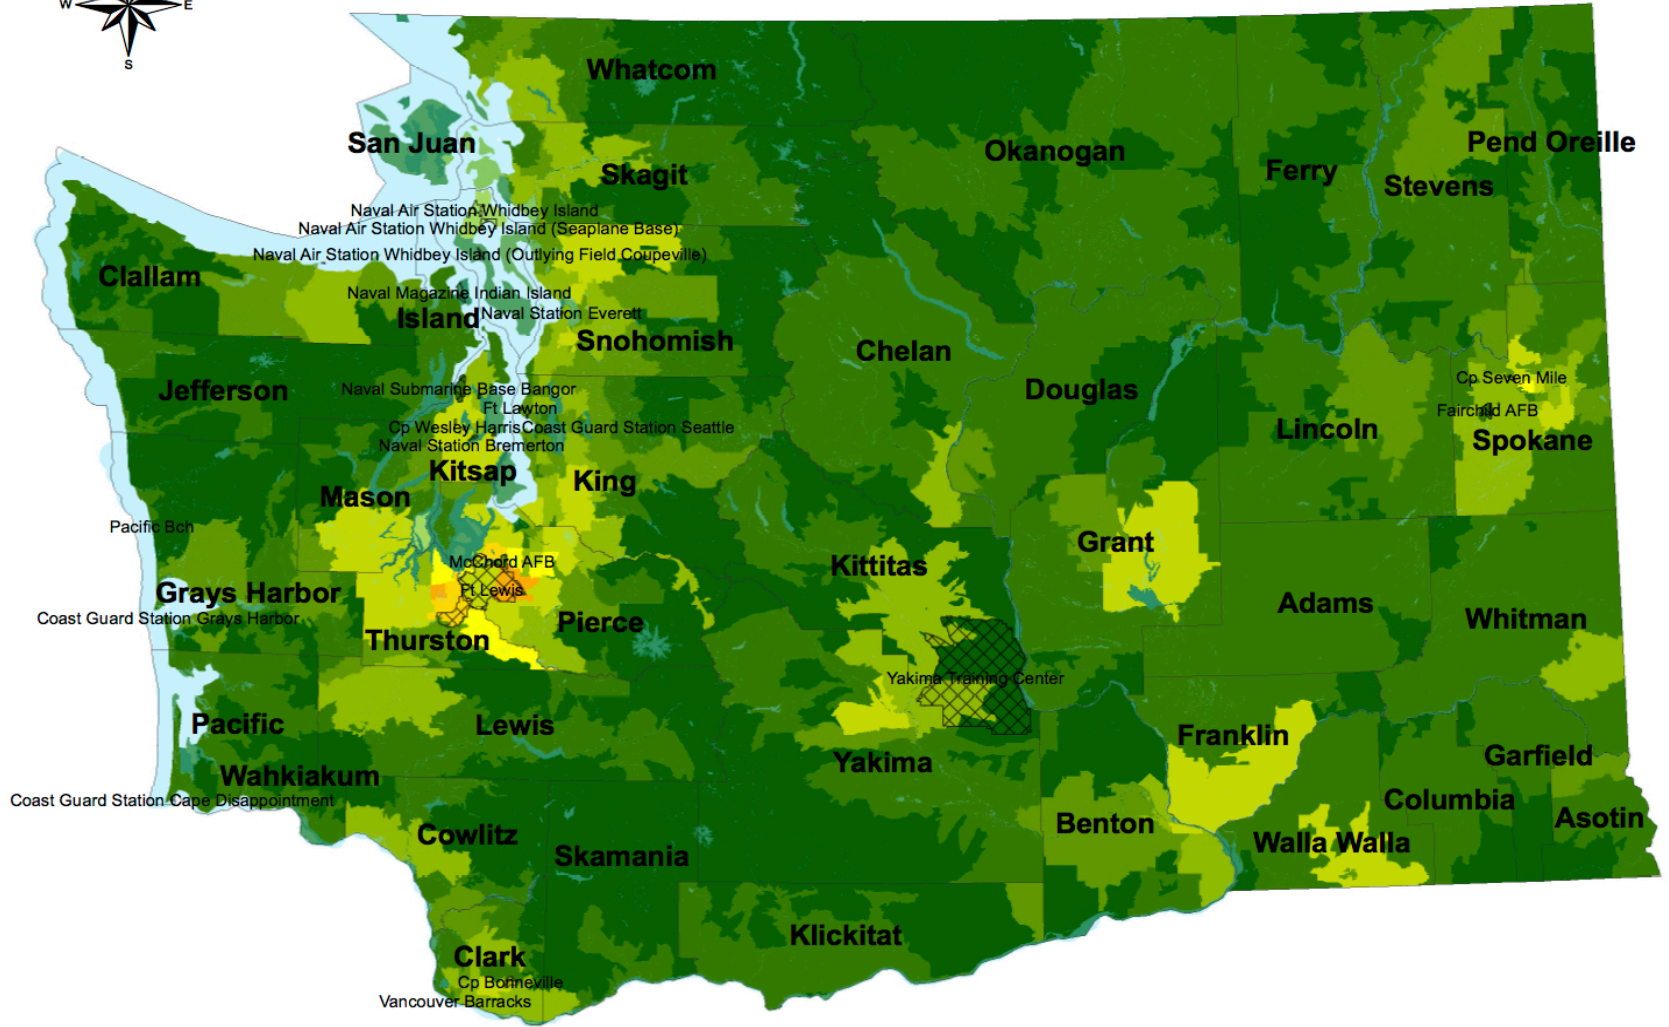 W
E
S
Whatcom
San Juan
Okanogan
Pend Oreille
Ferry
Skagit
Stevens
Naval Air Station Whidbey Island
Naval Air Station Whidbey Island (Seaplane Base)
Naval Air Station Whidbey Island (Outlying Field Coupeville)
Clallam
Naval Magazine Indian Island
Island
Naval Station Everett
Snohomish
Chelan
Cp Seven Mile
Jefferson
Naval Submarine Base Bangor
Douglas
Ft Lawton
Fairchild AFB
Cp Wesley Harris
Coast Guard Station Seattle
Lincoln
Spokane
Naval Station Bremerton
Kitsap
King
Mason
Pacific Bch
Grant
McChord AFB
Kittitas
Grays Harbor
Ft Lewis
Adams
Coast Guard Station Grays Harbor
Pierce
Whitman
Thurston
Yakima Training Center
Pacific
Lewis
Franklin
Garfield
Yakima
Wahkiakum
Coast Guard Station Cape Disappointment
Columbia
Asotin
Benton
Cowlitz
Walla Walla
Skamania
Klickitat
Clark
Cp Bonneville
Vancouver Barracks